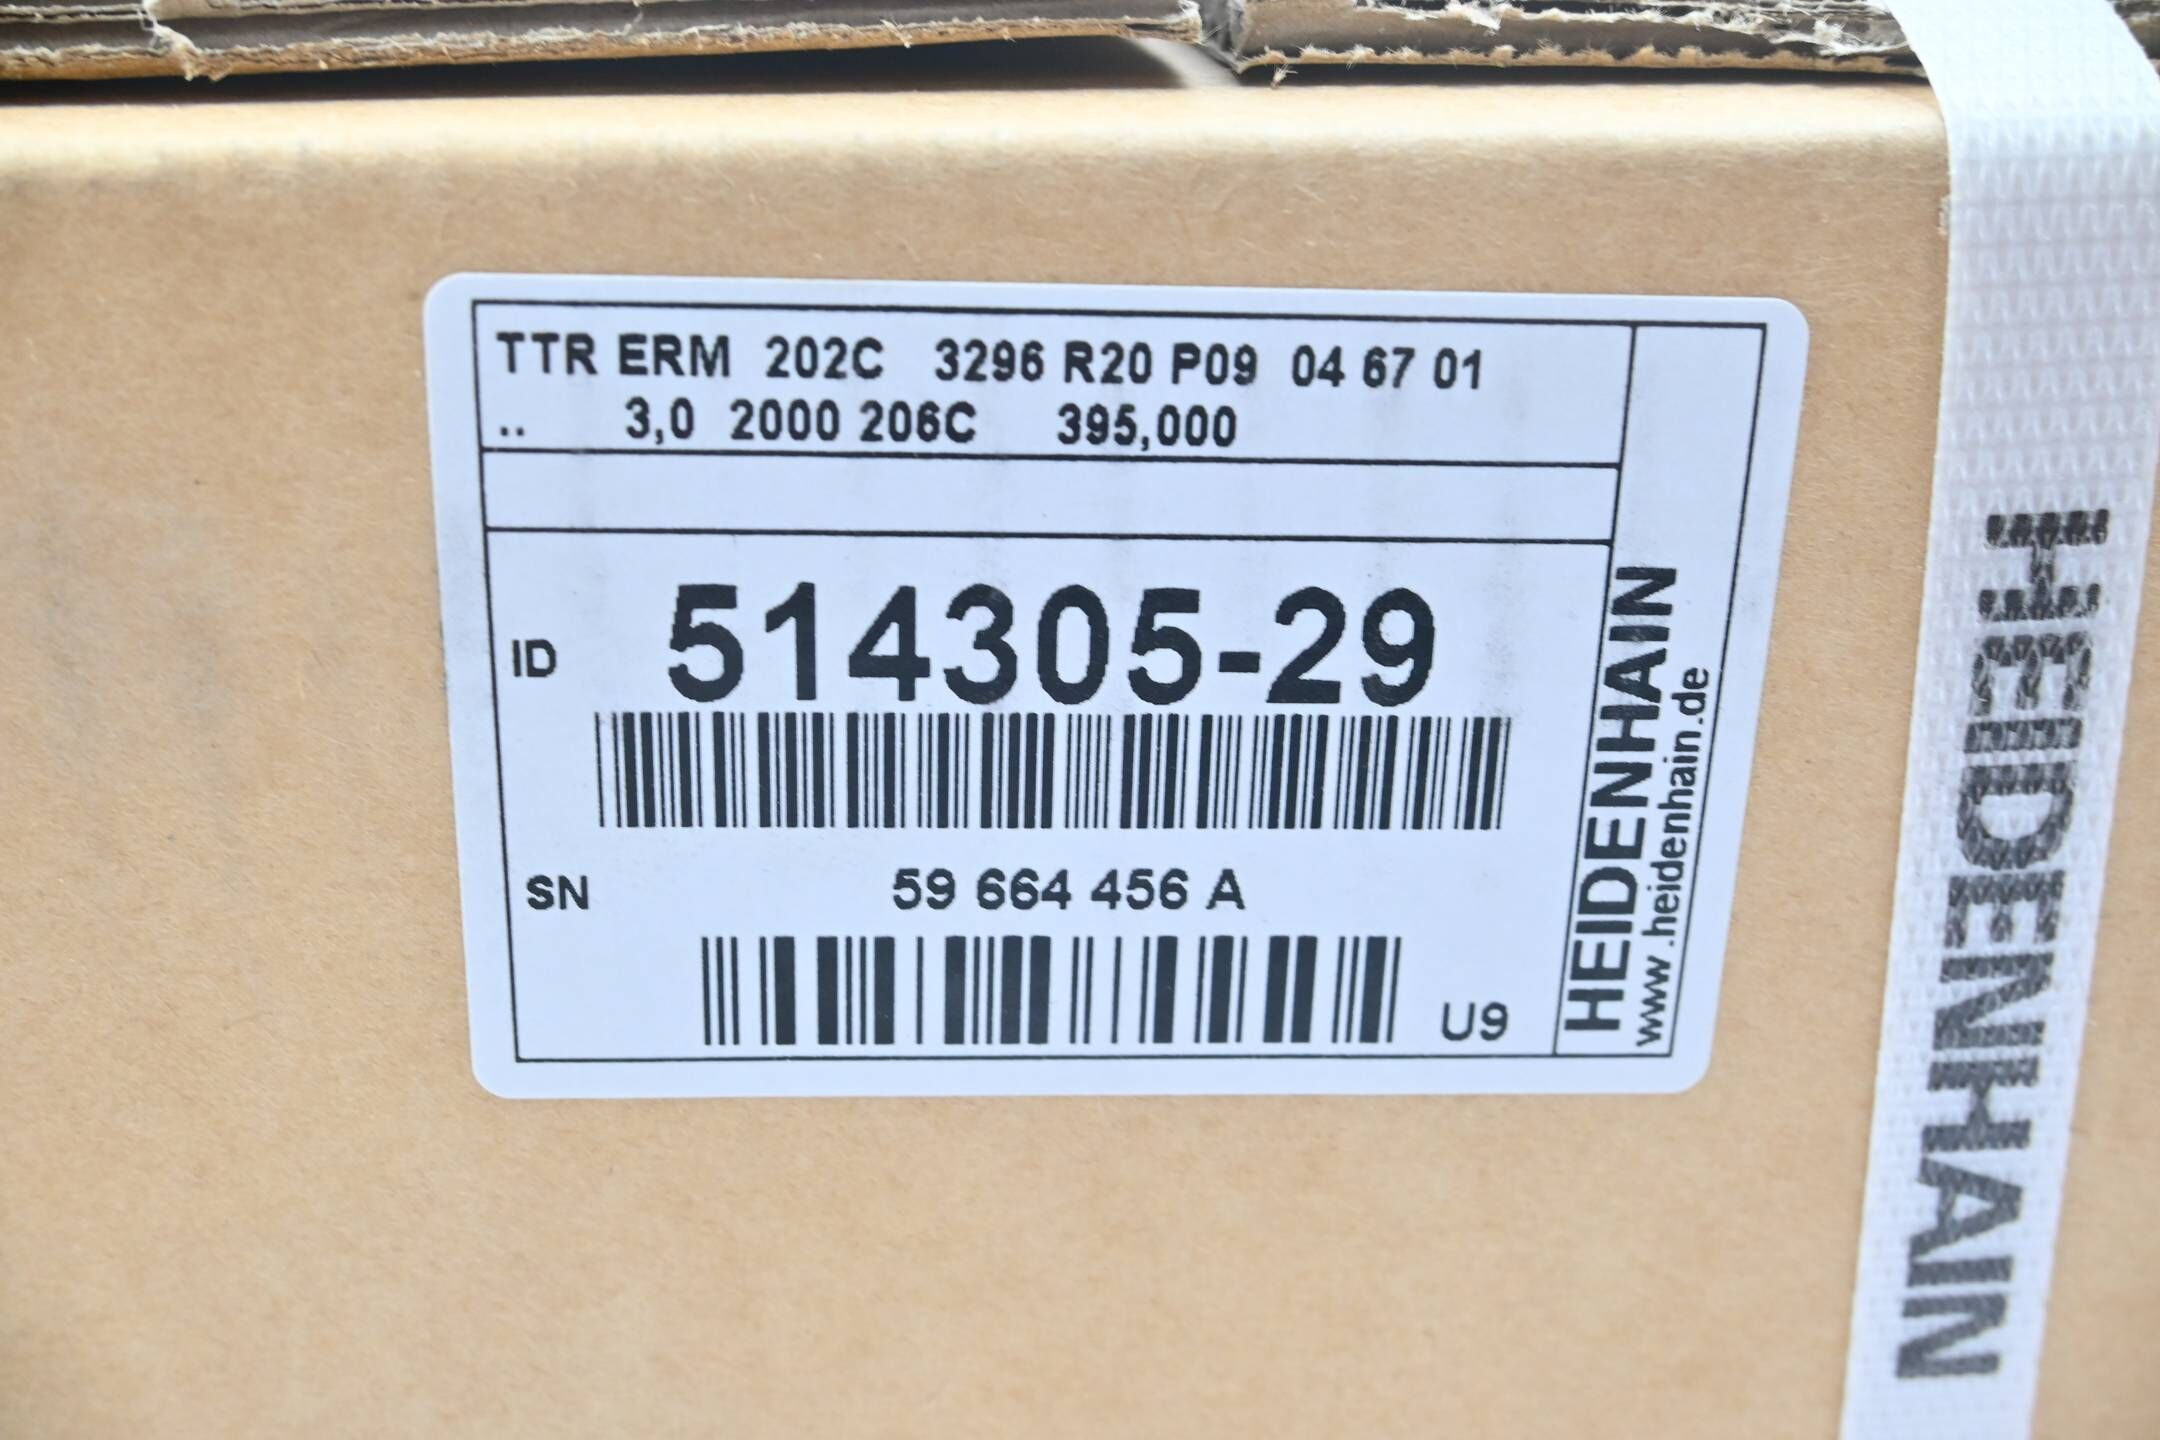 TTR ERM 202C 3296 R20 P09 04 67 01
.. 3,0 2000 206C 395,000
ID 514305-29
SN 59 664 456 A
U9
HEIDENHAIN
www.heidenhain.de
HEIDENHAIN